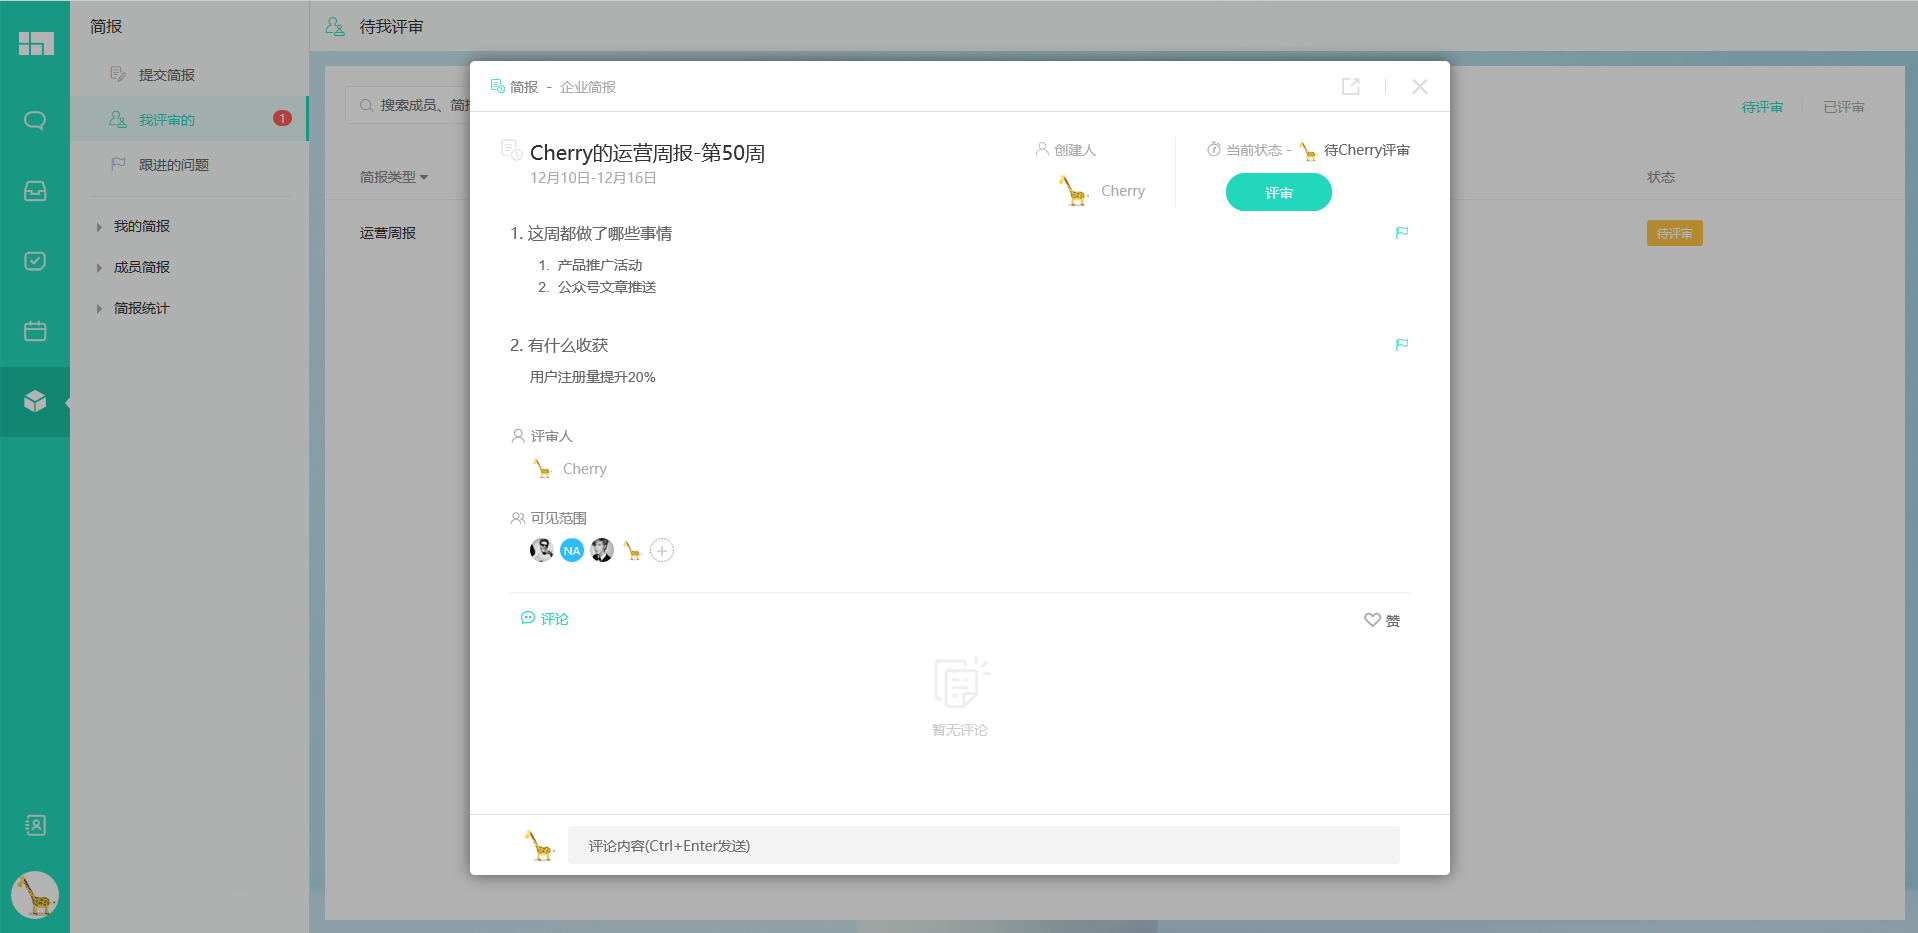 简报
提交简报
我评审的
1
跟进的问题
我的简报
成员简报
简报统计
待我评审
搜索成员、简报
待评审
已评审
简报类型
状态
运营周报
待评审
简报 - 企业简报
Cherry的运营周报-第50周
12月10日-12月16日
创建人
Cherry
当前状态 - 待Cherry评审
评审
1. 这周都做了哪些事情
1. 产品推广活动
2. 公众号文章推送
2. 有什么收获
用户注册量提升20%
评审人
Cherry
可见范围
NA
评论
赞
暂无评论
评论内容(Ctrl+Enter发送)